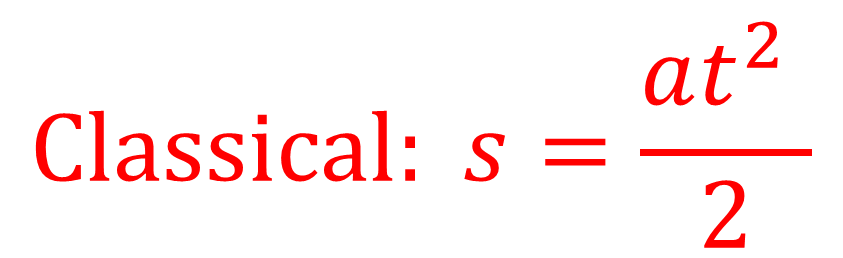 Classical: s = at²/2